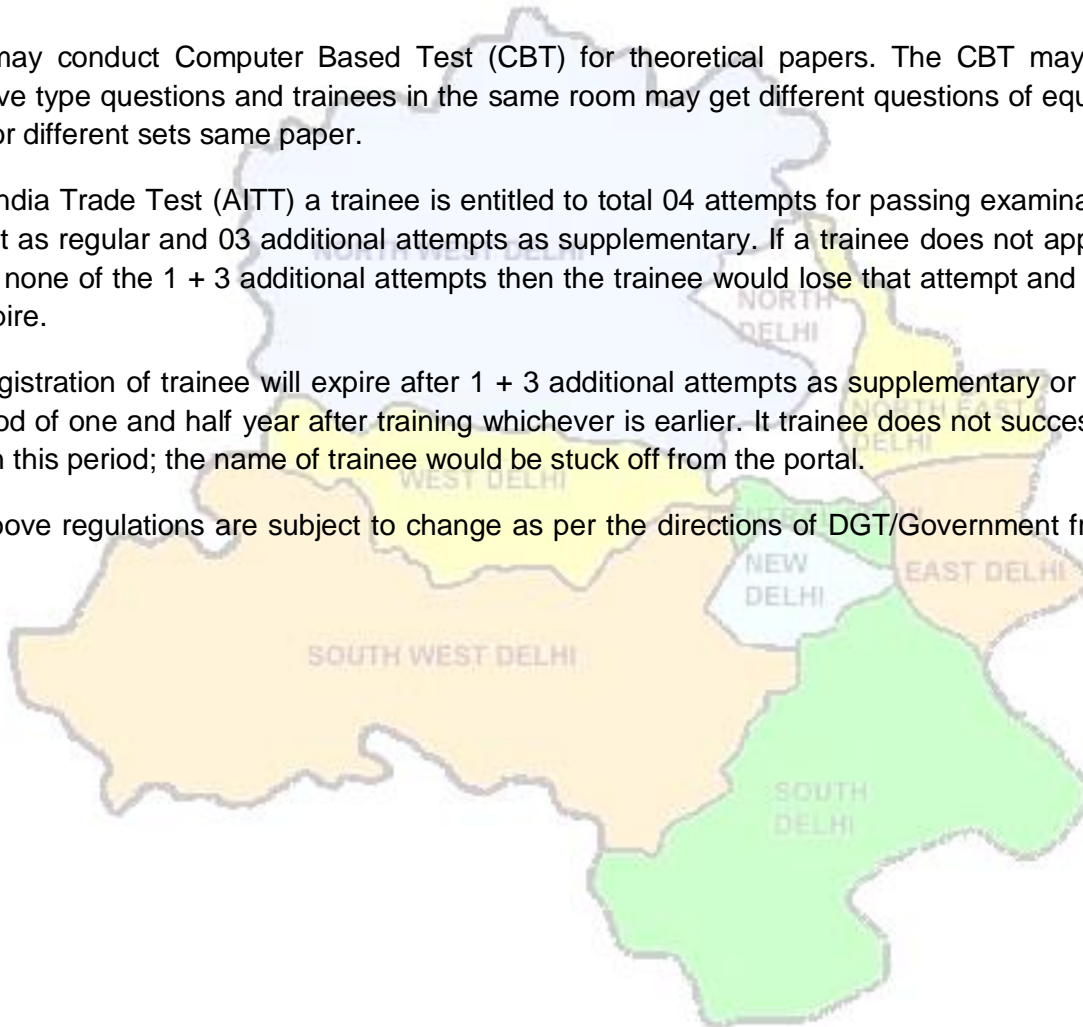 may conduct Computer Based Test (CBT) for theoretical papers. The CBT may
ve type questions and trainees in the same room may get different questions of equ
or different sets same paper.
ndia Trade Test (AITT) a trainee is entitled to total 04 attempts for passing examina
t as regular and 03 additional attempts as supplementary. If a trainee does not app
none of the 1 + 3 additional attempts then the trainee would lose that attempt and
pire.
NORTH WEST DELHI
NORTH
DELHI
gistration of trainee will expire after 1 + 3 additional attempts as supplementary or
od of one and half year after training whichever is earlier. It trainee does not succes
n this period; the name of trainee would be stuck off from the portal.
NORTH EAST
DELHI
WEST DELHI
bove regulations are subject to change as per the directions of DGT/Government fr
NEW
DELHI
EAST DELHI
SOUTH WEST DELHI
SOUTH
DELHI